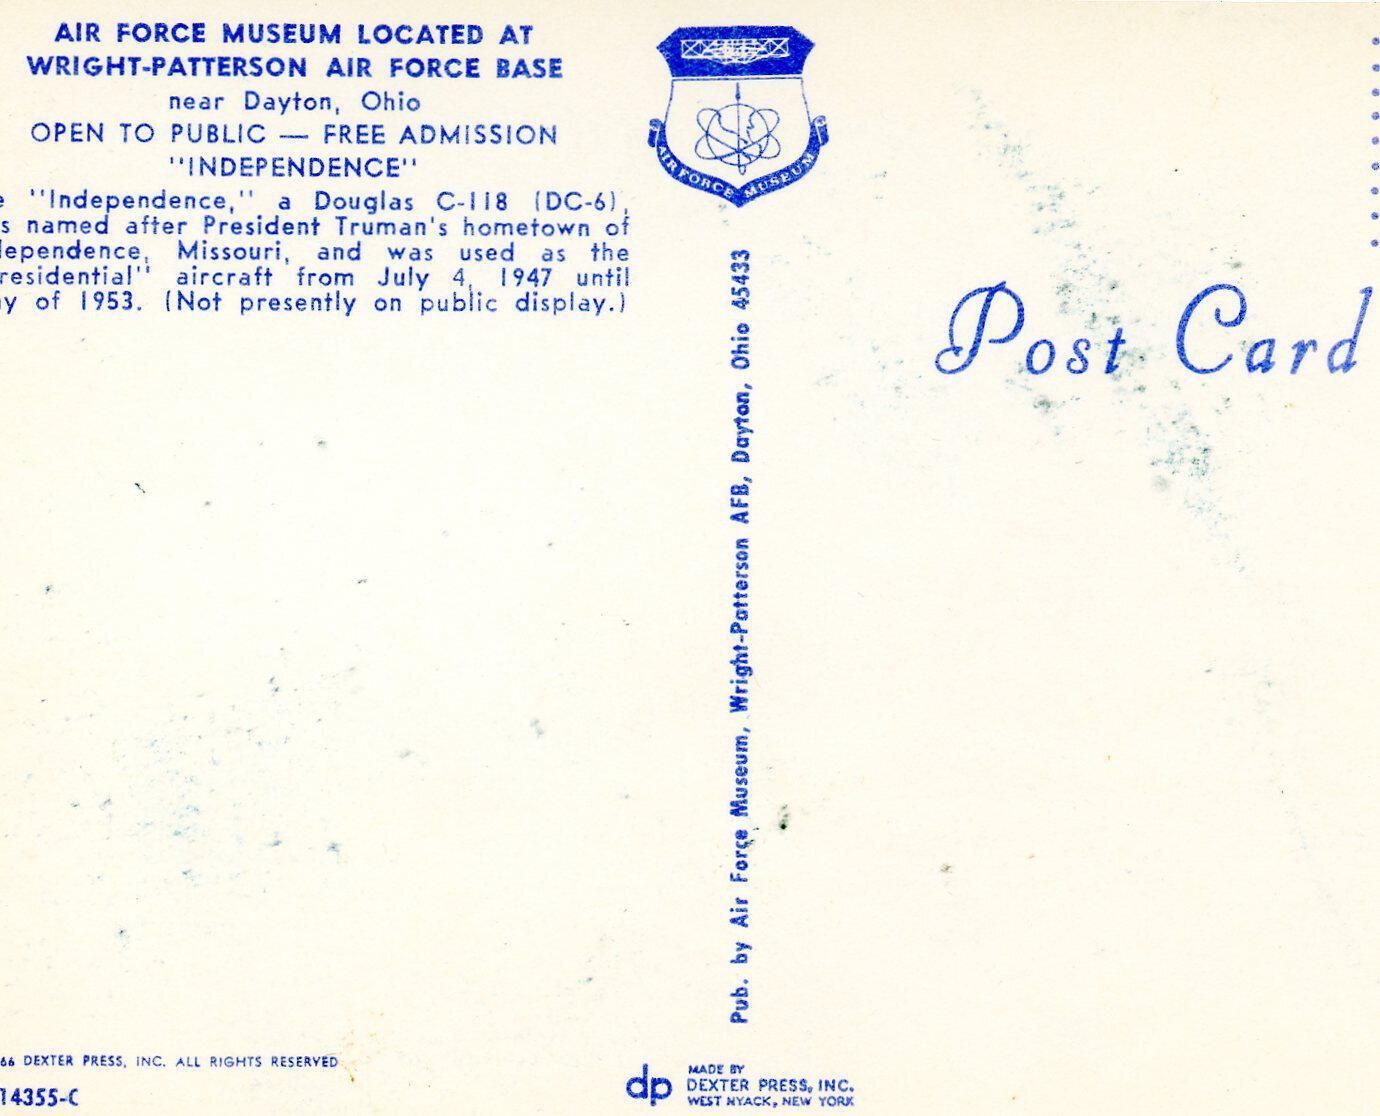 AIR FORCE MUSEUM LOCATED AT
WRIGHT-PATTERSON AIR FORCE BASE
near Dayton, Ohio
OPEN TO PUBLIC — FREE ADMISSION
"INDEPENDENCE"
e "Independence," a Douglas C-118 (DC-6),
s named after President Truman's hometown of
dependence, Missouri, and was used as the
residential" aircraft from July 4, 1947 until
y of 1953. (Not presently on public display.)
66 DEXTER PRESS, INC. ALL RIGHTS RESERVED
14355-C
AIR FORCE MUSEUM
Pub. by Air Force Museum, Wright-Patterson AFB, Dayton, Ohio 45433
dp
MADE BY
DEXTER PRESS, INC.
WEST NYACK, NEW YORK
Post Card